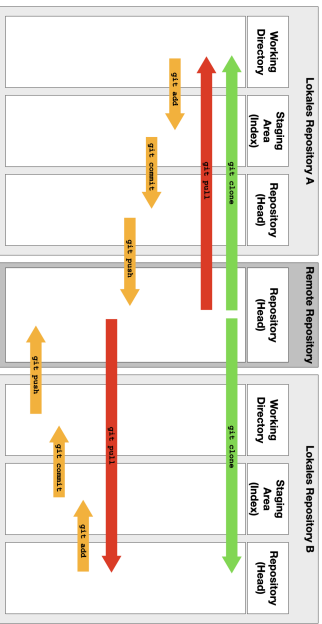 Lokales Repository A
Remote Repository
Lokales Repository B
Working
Directory
Staging
Area
(Index)
Repository
(Head)
Repository
(Head)
Working
Directory
Staging
Area
(Index)
Repository
(Head)
git clone
git clone
git pull
git pull
git add
git commit
git push
git push
git commit
git add